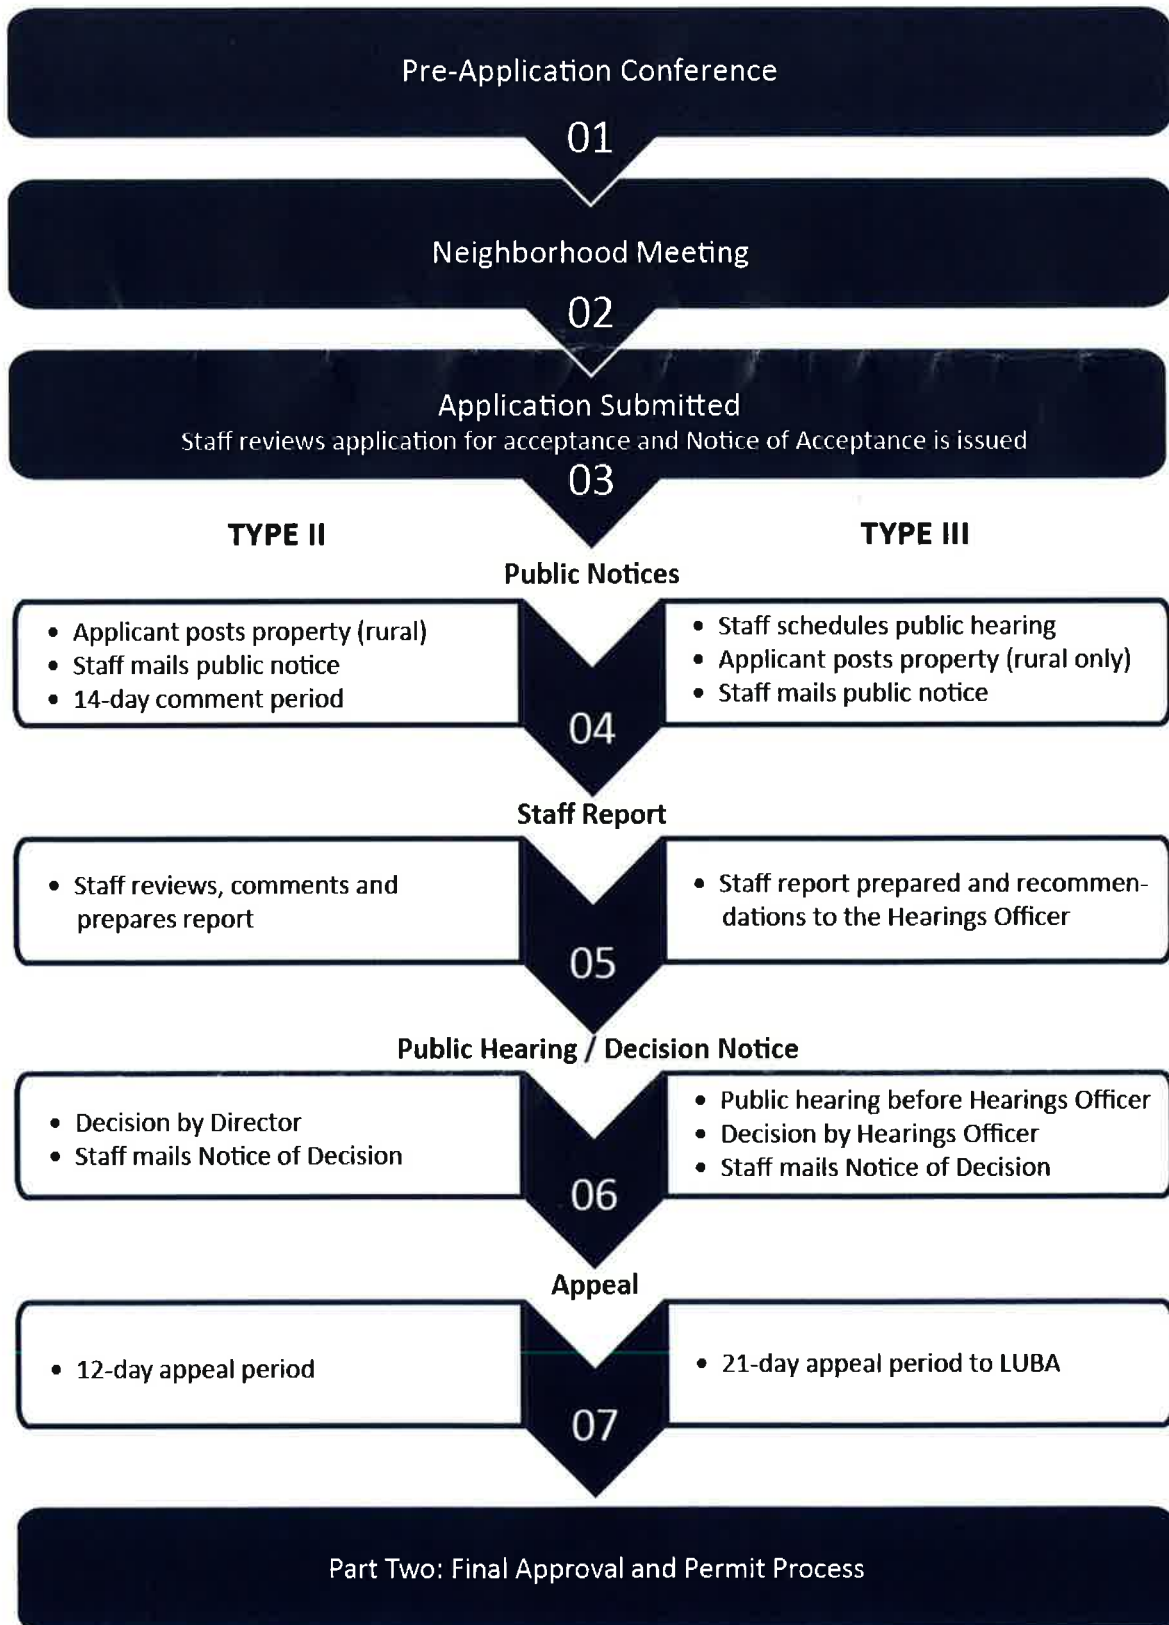 Pre-Application Conference
01
Neighborhood Meeting
02
Application Submitted
Staff reviews application for acceptance and Notice of Acceptance is issued
03
TYPE II
TYPE III
Public Notices
• Applicant posts property (rural)
• Staff mails public notice
• 14-day comment period
• Staff schedules public hearing
• Applicant posts property (rural only)
• Staff mails public notice
04
Staff Report
• Staff reviews, comments and
prepares report
• Staff report prepared and recommen-
dations to the Hearings Officer
05
Public Hearing / Decision Notice
• Decision by Director
• Staff mails Notice of Decision
• Public hearing before Hearings Officer
• Decision by Hearings Officer
• Staff mails Notice of Decision
06
Appeal
• 12-day appeal period
• 21-day appeal period to LUBA
07
Part Two: Final Approval and Permit Process